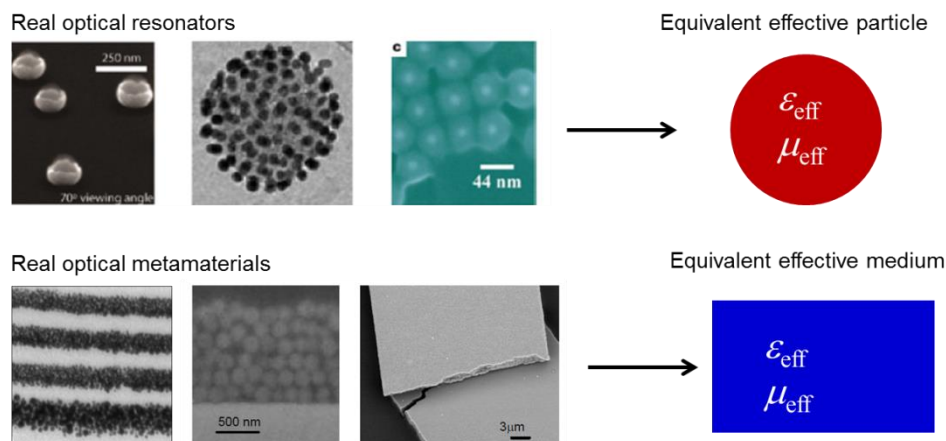 Real optical resonators
Equivalent effective particle
250 nm
70° viewing angle
c
44 nm
εeff
μeff
Real optical metamaterials
Equivalent effective medium
500 nm
3μm
εeff
μeff